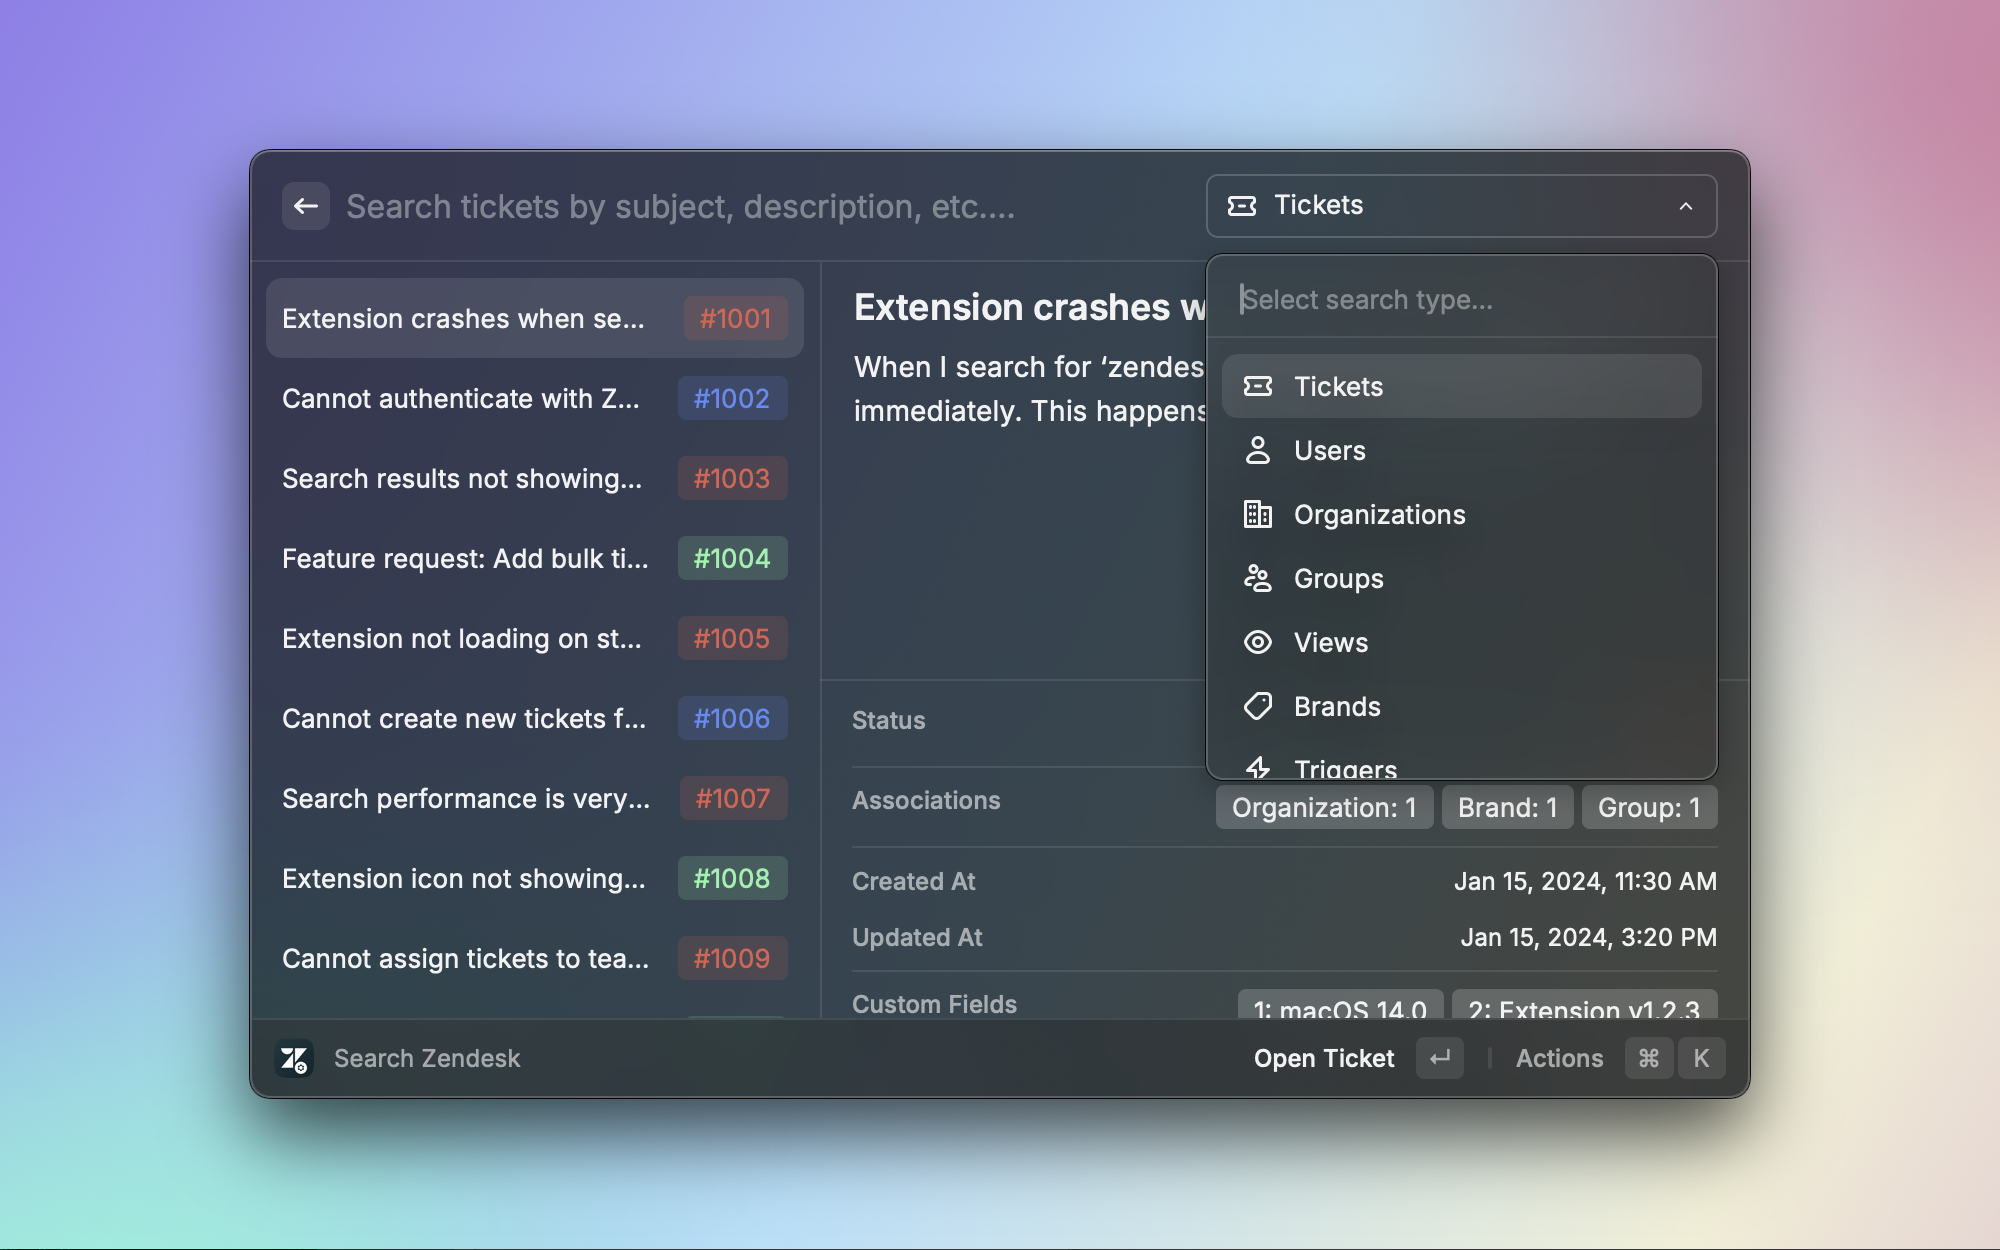 Search tickets by subject, description, etc....
Tickets
Extension crashes when se... #1001
Cannot authenticate with Z... #1002
Search results not showing... #1003
Feature request: Add bulk ti... #1004
Extension not loading on st... #1005
Cannot create new tickets f... #1006
Search performance is very... #1007
Extension icon not showing... #1008
Cannot assign tickets to tea... #1009
Extension crashes w
When I search for ‘zendes
immediately. This happens
Select search type...
Tickets
Users
Organizations
Groups
Views
Brands
Triggers
Status
Associations Organization: 1 Brand: 1 Group: 1
Created At Jan 15, 2024, 11:30 AM
Updated At Jan 15, 2024, 3:20 PM
Custom Fields 1: macOS 14.0 2: Extension v1.2.3
Search Zendesk
Open Ticket Actions ⌘ K